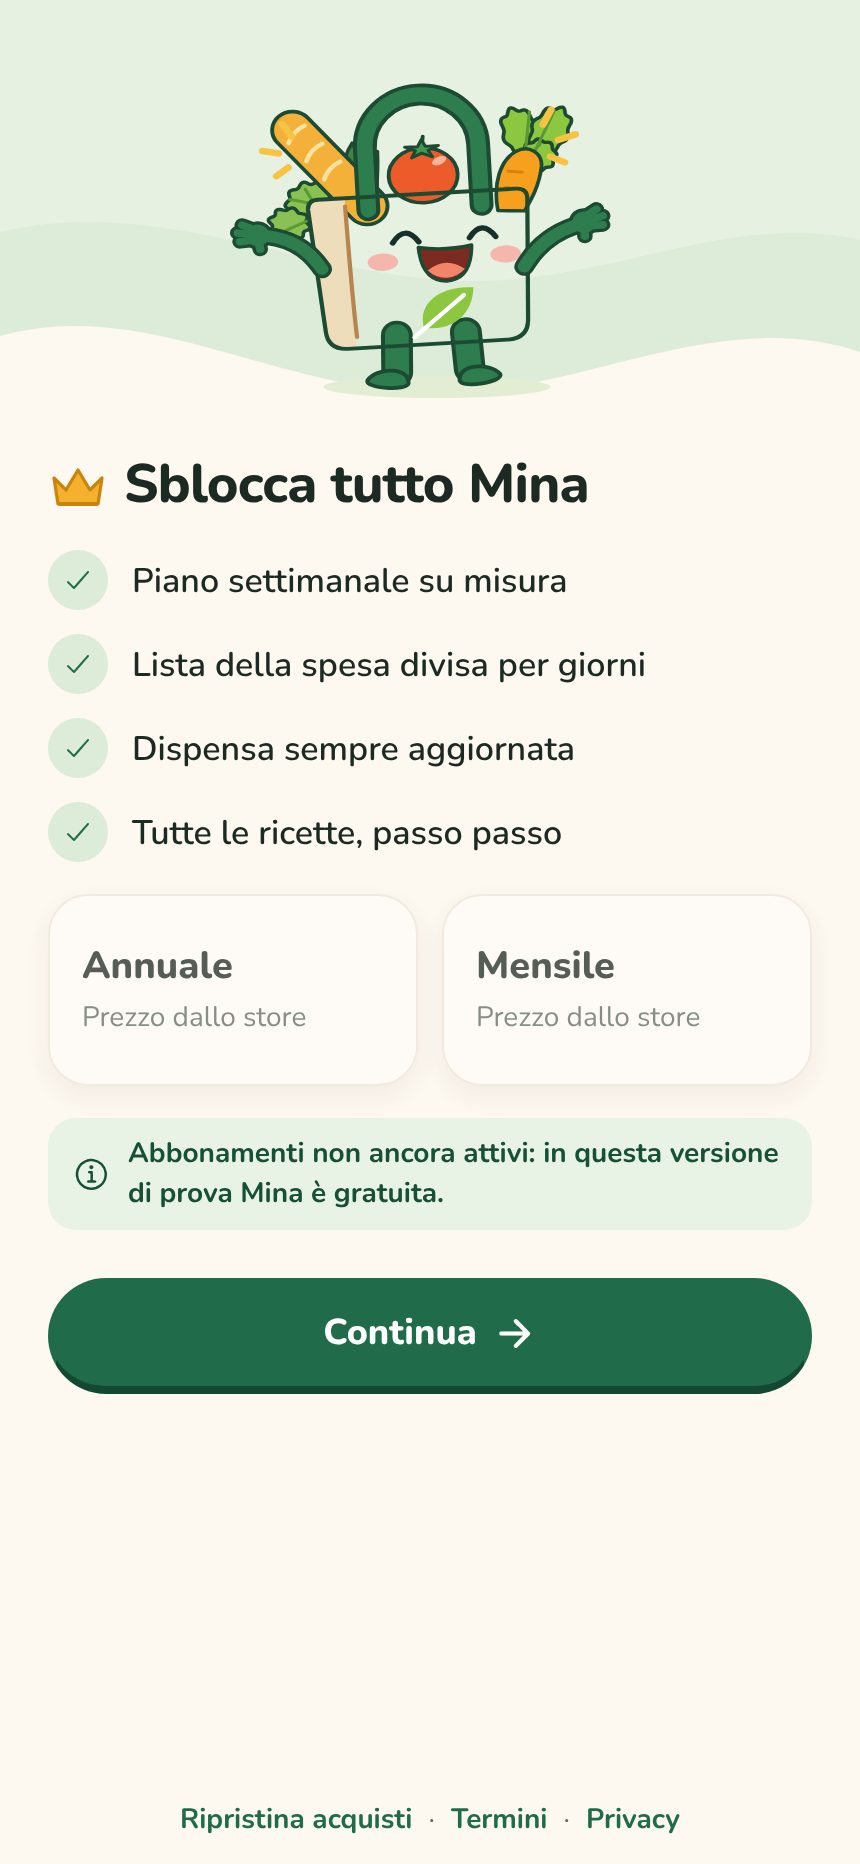 Sblocca tutto Mina
Piano settimanale su misura
Lista della spesa divisa per giorni
Dispensa sempre aggiornata
Tutte le ricette, passo passo
Annuale
Prezzo dallo store
Mensile
Prezzo dallo store
Abbonamenti non ancora attivi: in questa versione
di prova Mina è gratuita.
Continua →
Ripristina acquisti · Termini · Privacy